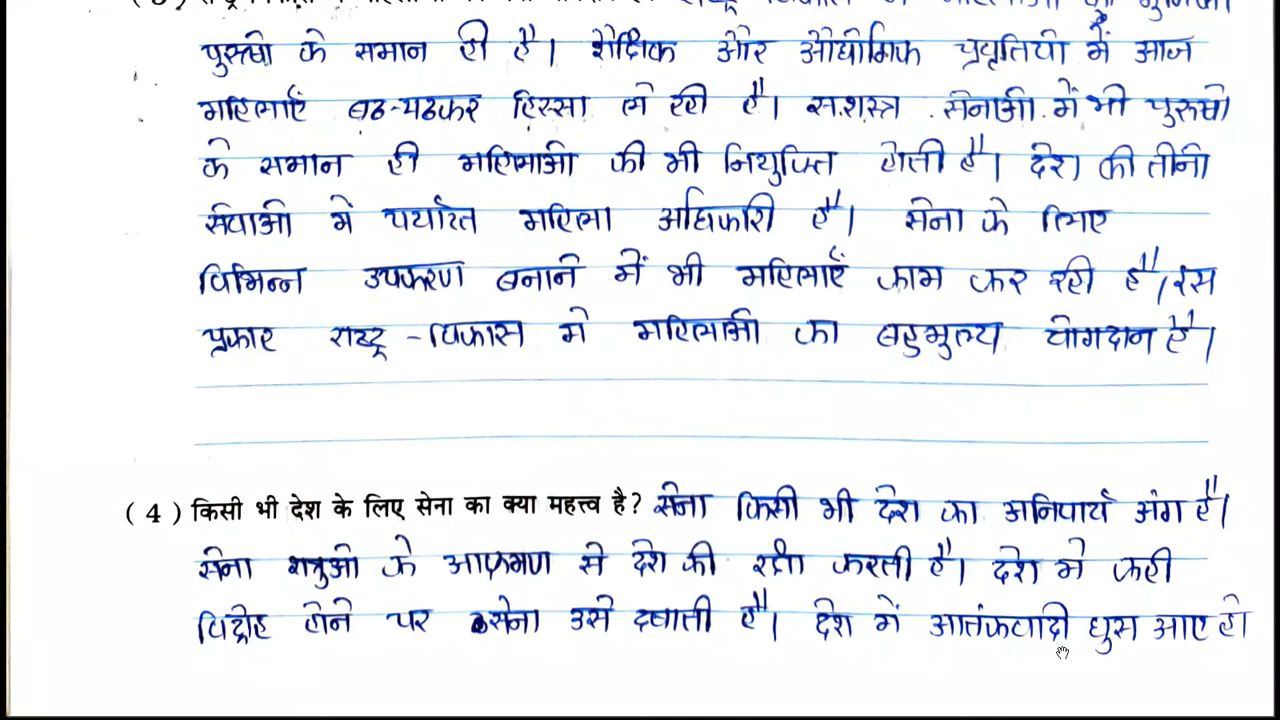 पुरुषो के समान ही है। शैक्षिक और औद्योगिक प्रवृतियो में आज
महिलाएँ बढ-चढकर हिस्सा ले रही है। सशस्त्र सेनाओ में भी पुरुषो
के समान ही महिलाओ की भी नियुक्ति होती है। देश की तीनो
सेवाओ मे पर्याप्त महिला अधिकारी हैं। सेना के लिए
विभिन्न उपकरण बनाने में भी महिलाएँ काम कर रही हैं। इस
प्रकार राष्ट्र-विकास मे महिलाओ का बहुमुल्य योगदान हैं।
( 4 ) किसी भी देश के लिए सेना का क्या महत्त्व है? सेना किसी भी देश का अनिवार्य अंग हैं।
सेना शत्रुओ के आक्रमण से देश की रक्षा करती हैं। देश मे कही
विद्रोह होने पर सेना उसे दबाती हैं। देश में आतंकवादी घुस आए हो